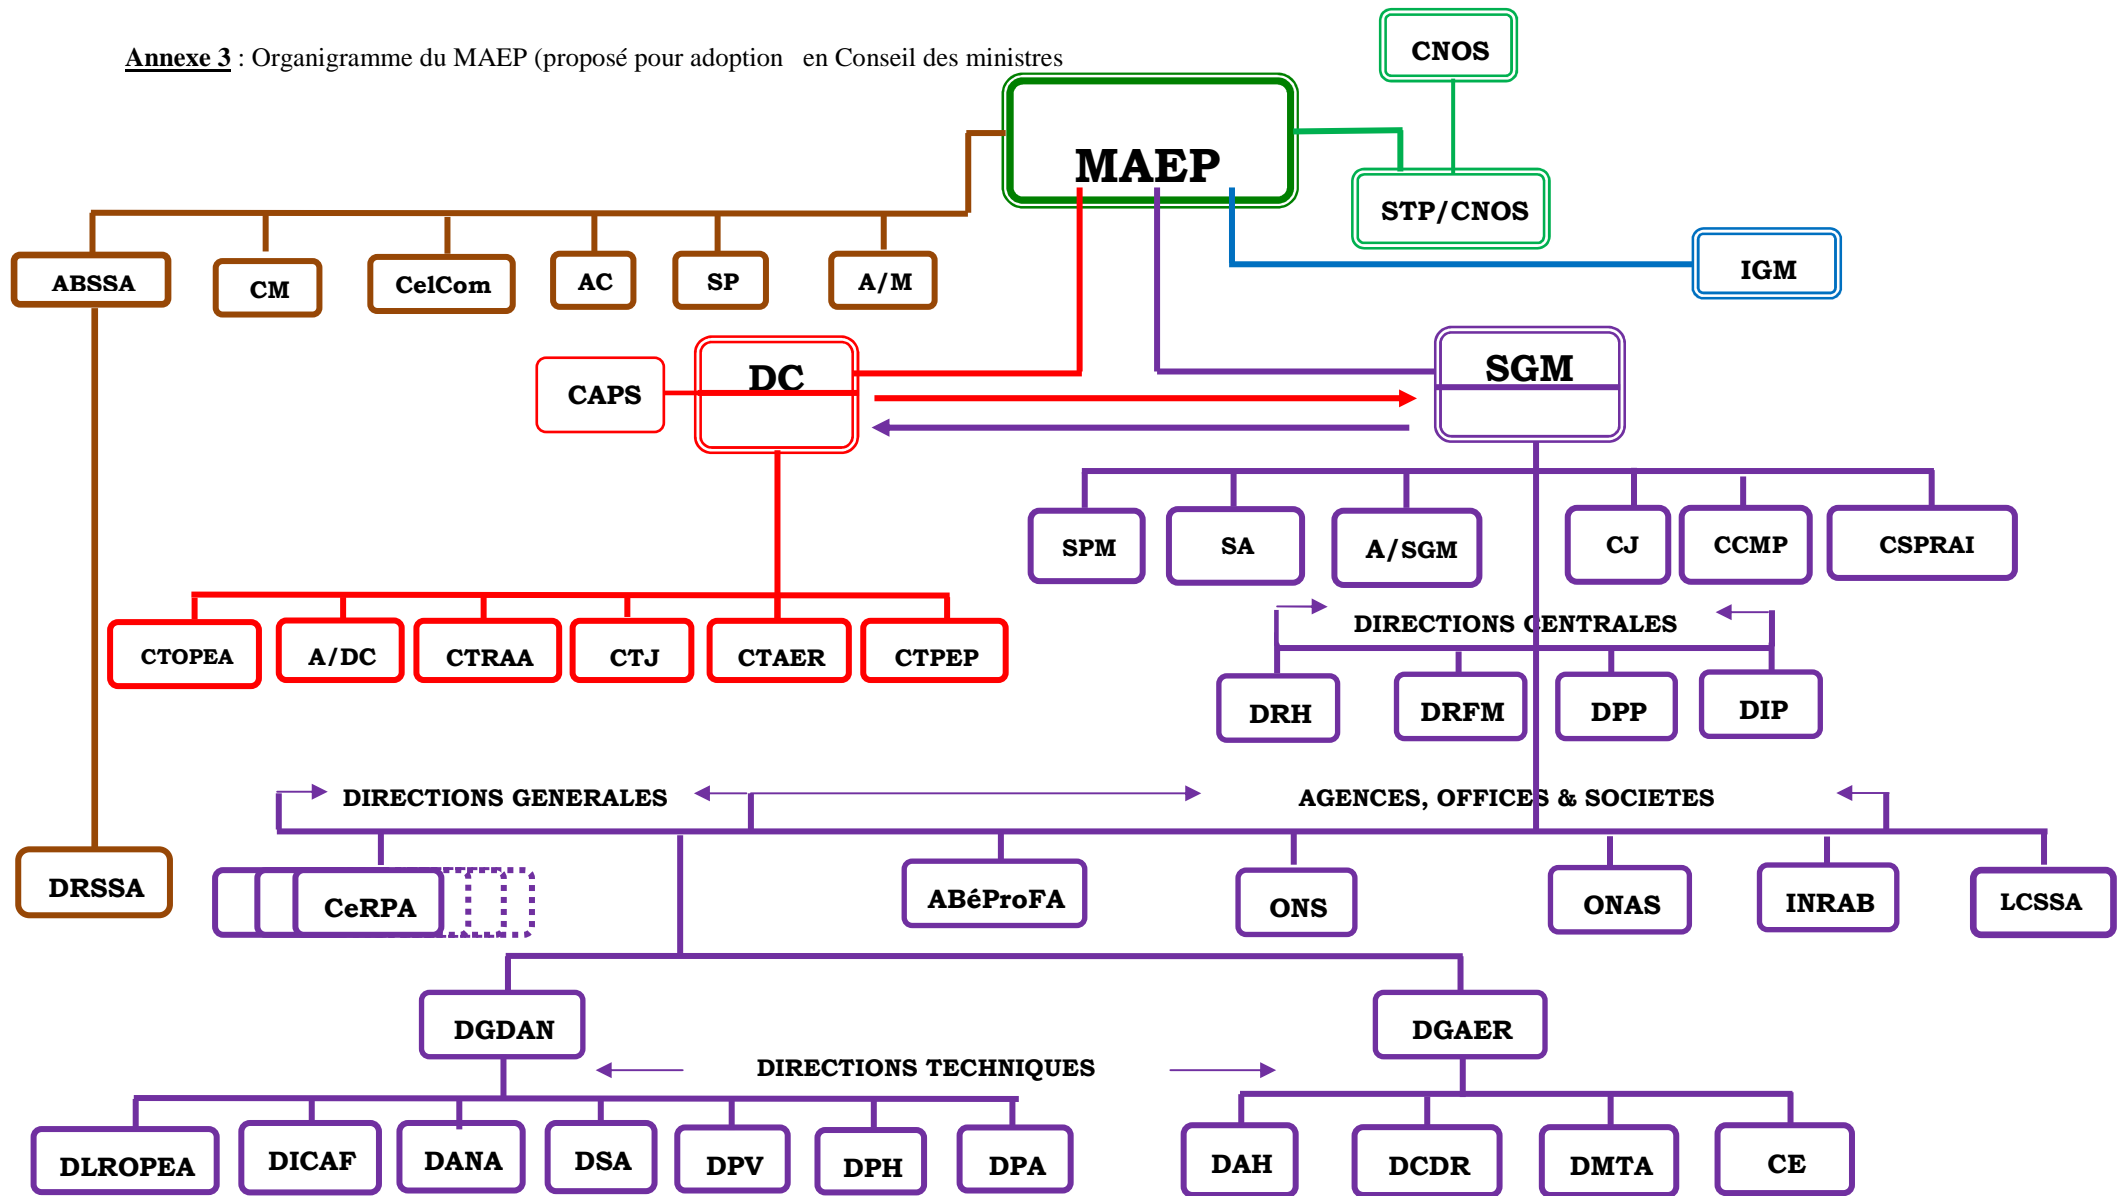 Annexe 3 : Organigramme du MAEP (proposé pour adoption en Conseil des ministres
CNOS
MAEP
STP/CNOS
IGM
ABSSA
CM
CelCom
AC
SP
A/M
CAPS
DC
SGM
SPM
SA
A/SGM
CJ
CCMP
CSPRAI
DIRECTIONS CENTRALES
CTOPEA
A/DC
CTRAA
CTJ
CTAER
CTPEP
DRH
DRFM
DPP
DIP
DIRECTIONS GENERALES
AGENCES, OFFICES & SOCIETES
DRSSA
CeRPA
ABéProFA
ONS
ONAS
INRAB
LCSSA
DGDAN
DGAER
DIRECTIONS TECHNIQUES
DLROPEA
DICAF
DANA
DSA
DPV
DPH
DPA
DAH
DCDR
DMTA
CE